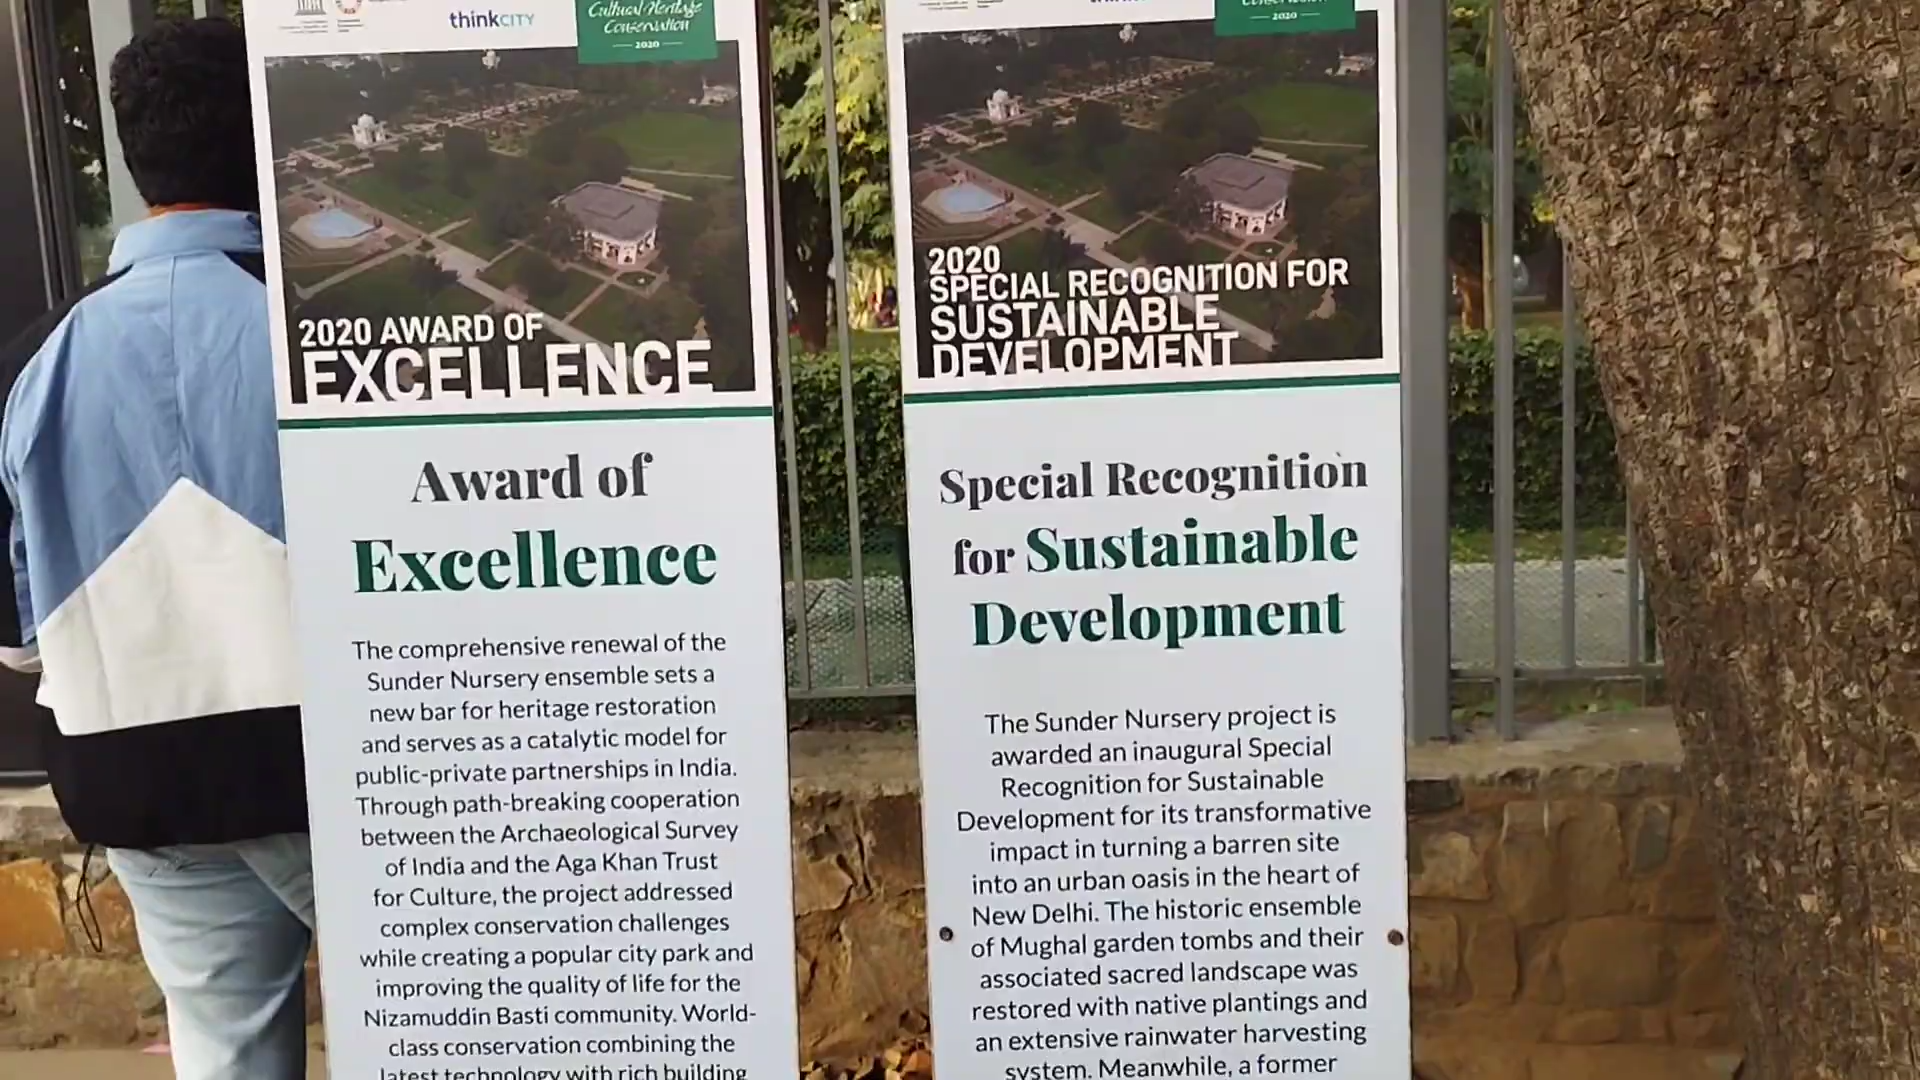 thinkCITY
Cultural Heritage
Conservation
2020
2020 AWARD OF
EXCELLENCE
Award of
Excellence
The comprehensive renewal of the
Sunder Nursery ensemble sets a
new bar for heritage restoration
and serves as a catalytic model for
public-private partnerships in India.
Through path-breaking cooperation
between the Archaeological Survey
of India and the Aga Khan Trust
for Culture, the project addressed
complex conservation challenges
while creating a popular city park and
improving the quality of life for the
Nizamuddin Basti community. World-
class conservation combining the
latest technology with rich building
2020
2020
SPECIAL RECOGNITION FOR
SUSTAINABLE
DEVELOPMENT
Special Recognition
for Sustainable
Development
The Sunder Nursery project is
awarded an inaugural Special
Recognition for Sustainable
Development for its transformative
impact in turning a barren site
into an urban oasis in the heart of
New Delhi. The historic ensemble
of Mughal garden tombs and their
associated sacred landscape was
restored with native plantings and
an extensive rainwater harvesting
system. Meanwhile, a former